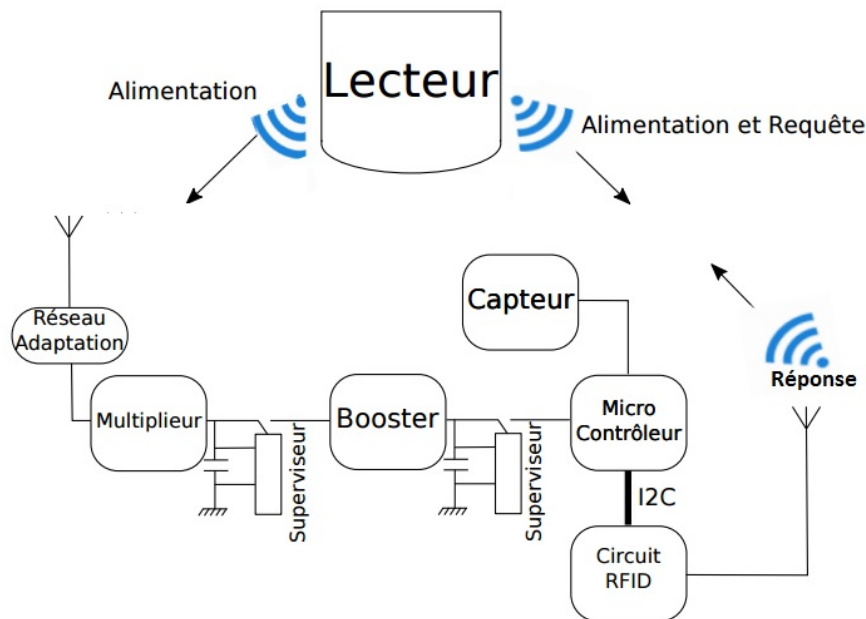 Lecteur
Alimentation
Alimentation et Requête
Capteur
Réseau
Adaptation
Réponse
Multiplieur
Booster
Micro
Contrôleur
Superviseur
Superviseur
I2C
Circuit
RFID